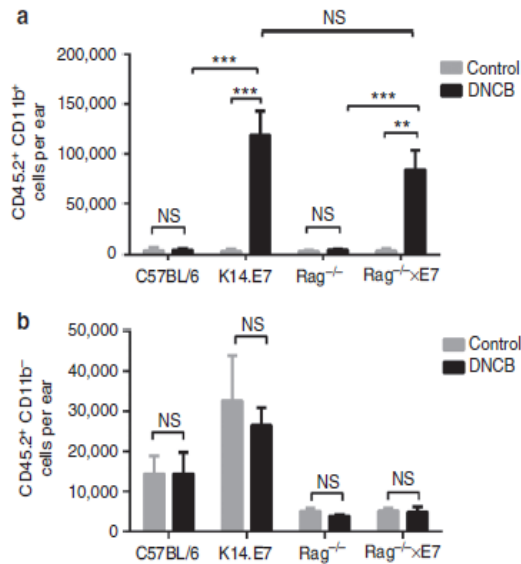 a
NS
200,000
150,000
100,000
50,000
0
CD45.2⁺ CD11b⁺
cells per ear
***
***
***
**
NS
NS
Control
DNCB
C57BL/6 K14.E7 Rag⁻/⁻ Rag⁻/⁻×E7
b
50,000
40,000
30,000
20,000
10,000
0
CD45.2⁺ CD11b⁻
cells per ear
NS
NS
NS
NS
Control
DNCB
C57BL/6 K14.E7 Rag⁻/⁻ Rag⁻/⁻×E7